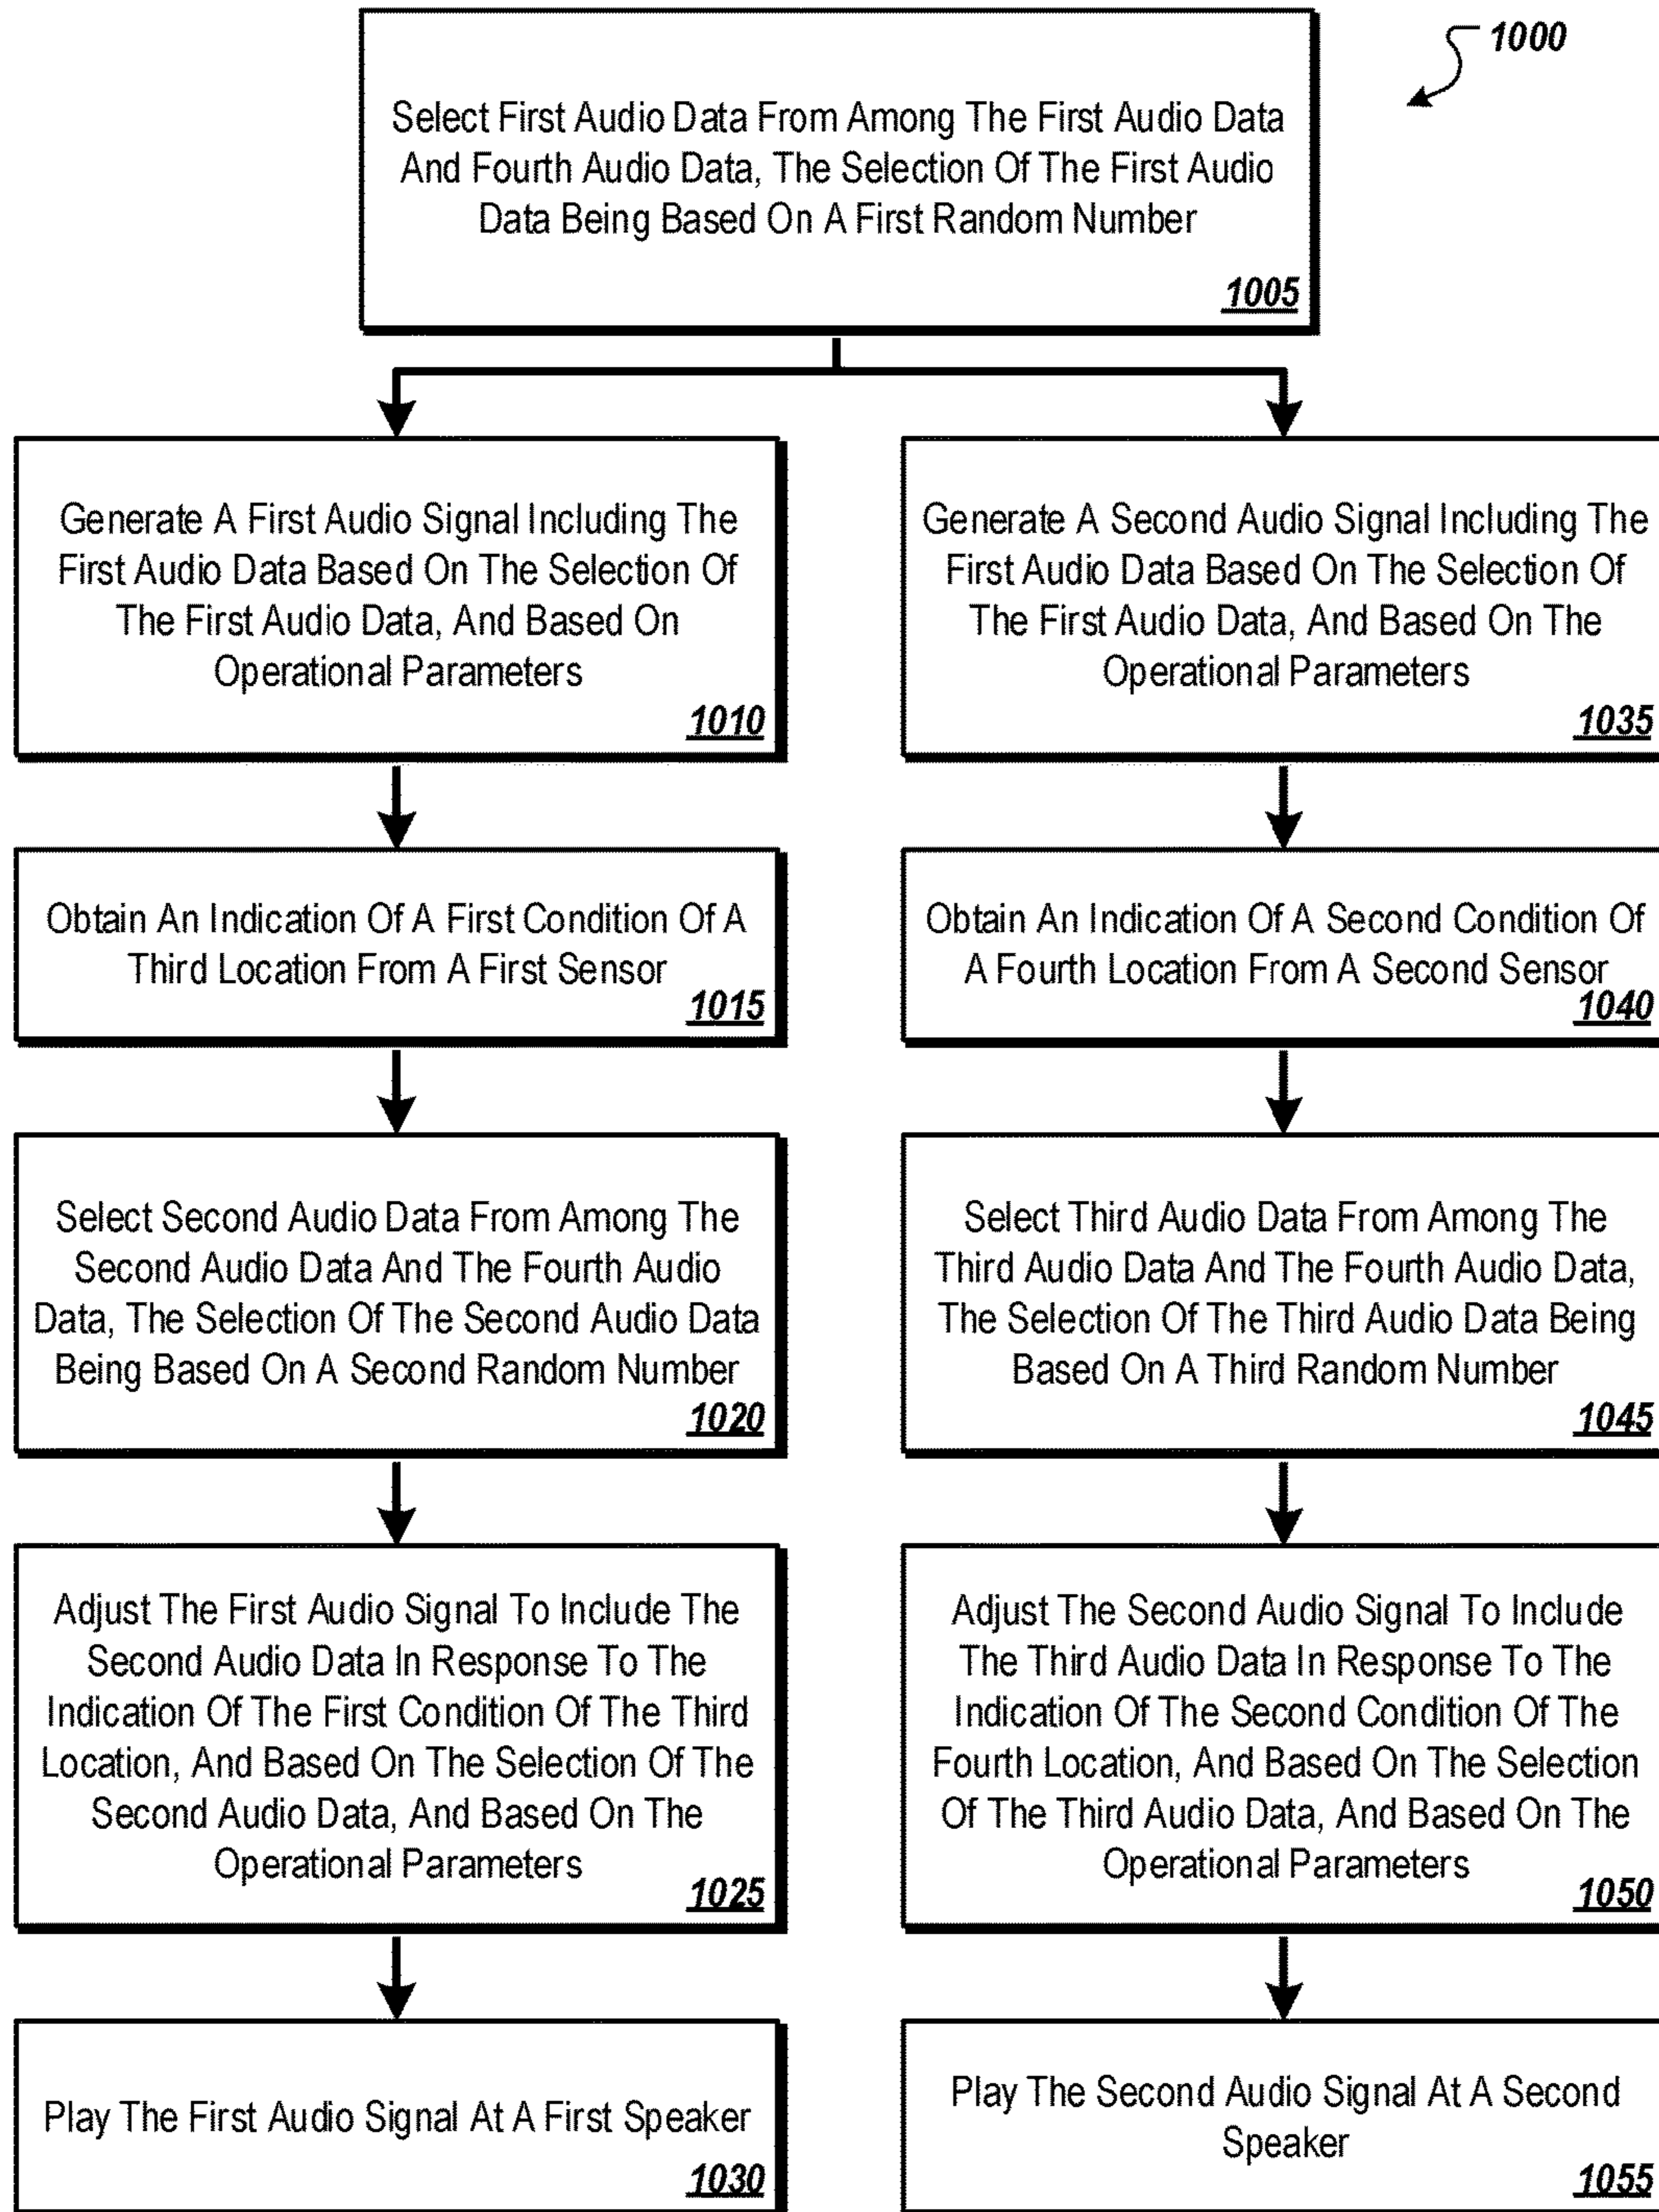 1000
Select First Audio Data From Among The First Audio Data
And Fourth Audio Data, The Selection Of The First Audio
Data Being Based On A First Random Number
1005
Generate A First Audio Signal Including The
First Audio Data Based On The Selection Of
The First Audio Data, And Based On
Operational Parameters
1010
Obtain An Indication Of A First Condition Of A
Third Location From A First Sensor
1015
Select Second Audio Data From Among The
Second Audio Data And The Fourth Audio
Data, The Selection Of The Second Audio Data
Being Based On A Second Random Number
1020
Adjust The First Audio Signal To Include The
Second Audio Data In Response To The
Indication Of The First Condition Of The Third
Location, And Based On The Selection Of The
Second Audio Data, And Based On The
Operational Parameters
1025
Play The First Audio Signal At A First Speaker
1030
Generate A Second Audio Signal Including The
First Audio Data Based On The Selection Of
The First Audio Data, And Based On The
Operational Parameters
1035
Obtain An Indication Of A Second Condition Of
A Fourth Location From A Second Sensor
1040
Select Third Audio Data From Among The
Third Audio Data And The Fourth Audio Data,
The Selection Of The Third Audio Data Being
Based On A Third Random Number
1045
Adjust The Second Audio Signal To Include
The Third Audio Data In Response To The
Indication Of The Second Condition Of The
Fourth Location, And Based On The Selection
Of The Third Audio Data, And Based On The
Operational Parameters
1050
Play The Second Audio Signal At A Second
Speaker
1055